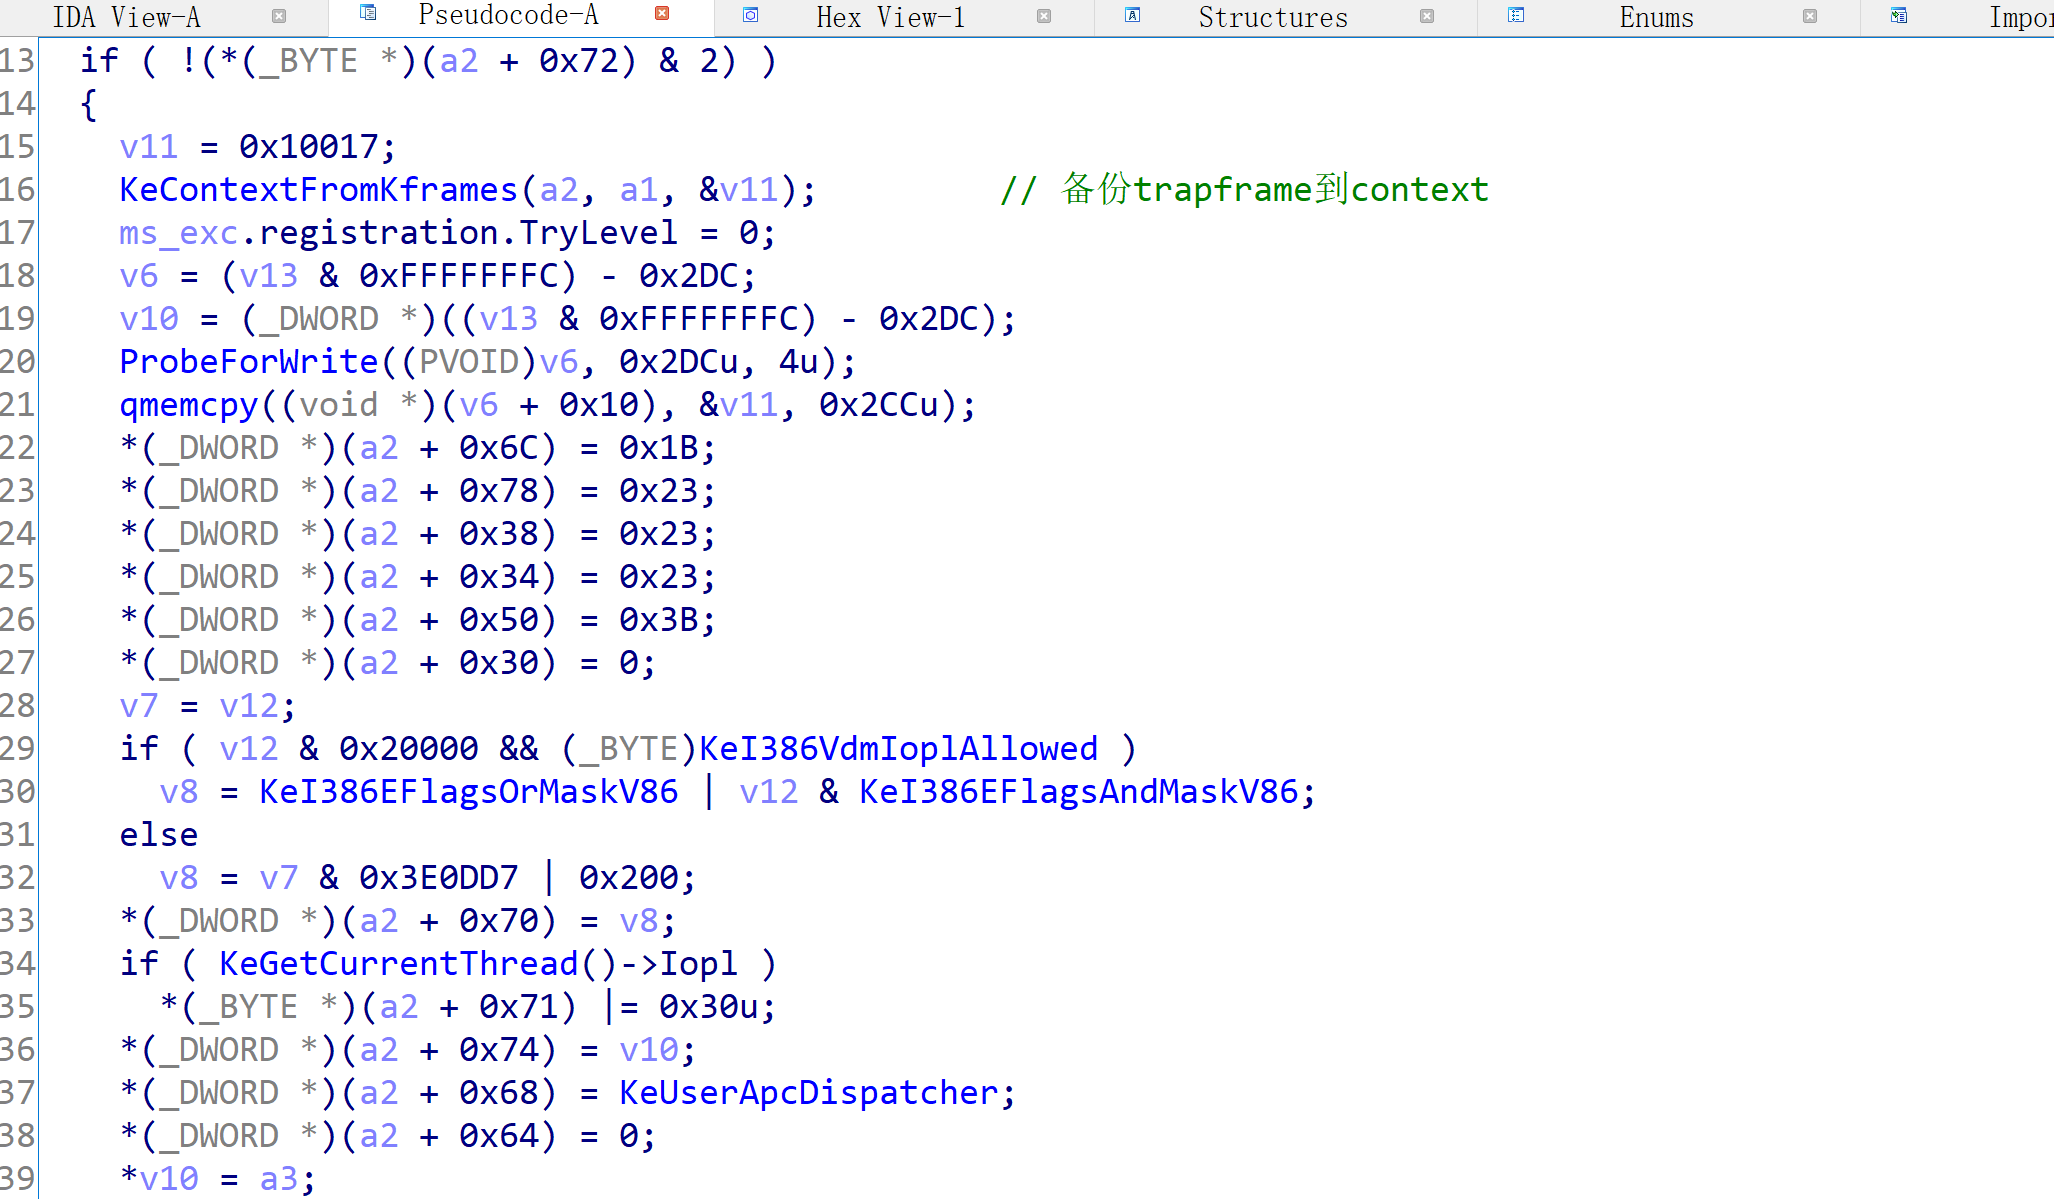 IDA View-A Pseudocode-A Hex View-1 Structures Enums Impor
13 if ( !(*(_BYTE *)(a2 + 0x72) & 2) )
14 {
15 v11 = 0x10017;
16 KeContextFromKframes(a2, a1, &v11); // 备份trapframe到context
17 ms_exc.registration.TryLevel = 0;
18 v6 = (v13 & 0xFFFFFFFC) - 0x2DC;
19 v10 = (_DWORD *)((v13 & 0xFFFFFFFC) - 0x2DC);
20 ProbeForWrite((PVOID)v6, 0x2DCu, 4u);
21 qmemcpy((void *)(v6 + 0x10), &v11, 0x2CCu);
22 *(_DWORD *)(a2 + 0x6C) = 0x1B;
23 *(_DWORD *)(a2 + 0x78) = 0x23;
24 *(_DWORD *)(a2 + 0x38) = 0x23;
25 *(_DWORD *)(a2 + 0x34) = 0x23;
26 *(_DWORD *)(a2 + 0x50) = 0x3B;
27 *(_DWORD *)(a2 + 0x30) = 0;
28 v7 = v12;
29 if ( v12 & 0x20000 && (_BYTE)KeI386VdmIoplAllowed )
30 v8 = KeI386EFlagsOrMaskV86 | v12 & KeI386EFlagsAndMaskV86;
31 else
32 v8 = v7 & 0x3E0DD7 | 0x200;
33 *(_DWORD *)(a2 + 0x70) = v8;
34 if ( KeGetCurrentThread()->Iopl )
35 *(_BYTE *)(a2 + 0x71) |= 0x30u;
36 *(_DWORD *)(a2 + 0x74) = v10;
37 *(_DWORD *)(a2 + 0x68) = KeUserApcDispatcher;
38 *(_DWORD *)(a2 + 0x64) = 0;
39 *v10 = a3;